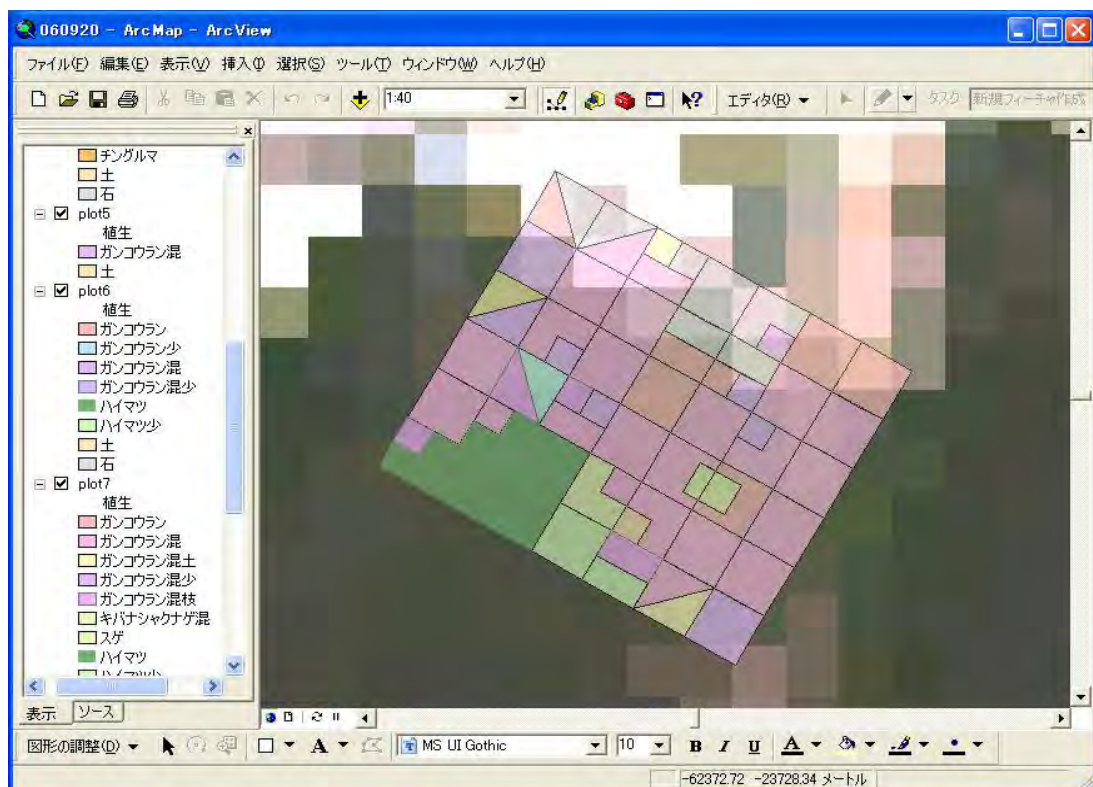 060920 - ArcMap - ArcView
ファイル(F) 編集(E) 表示(V) 挿入(I) 選択(S) ツール(T) ウィンドウ(W) ヘルプ(H)
1:40 エディタ(R) タスク 新規フィーチャ作成
チングルマ
土
石
plot5
植生
ガンコウラン混
土
plot6
植生
ガンコウラン
ガンコウラン少
ガンコウラン混
ガンコウラン混少
ハイマツ
ハイマツ少
土
石
plot7
植生
ガンコウラン
ガンコウラン混
ガンコウラン混土
ガンコウラン混少
ガンコウラン混枝
キバナシャクナゲ混
スゲ
ハイマツ
ハイマツ少
表示 ソース
図形の調整(D) A MS UI Gothic 10 B I U A
-62372.72 -23728.34 メートル